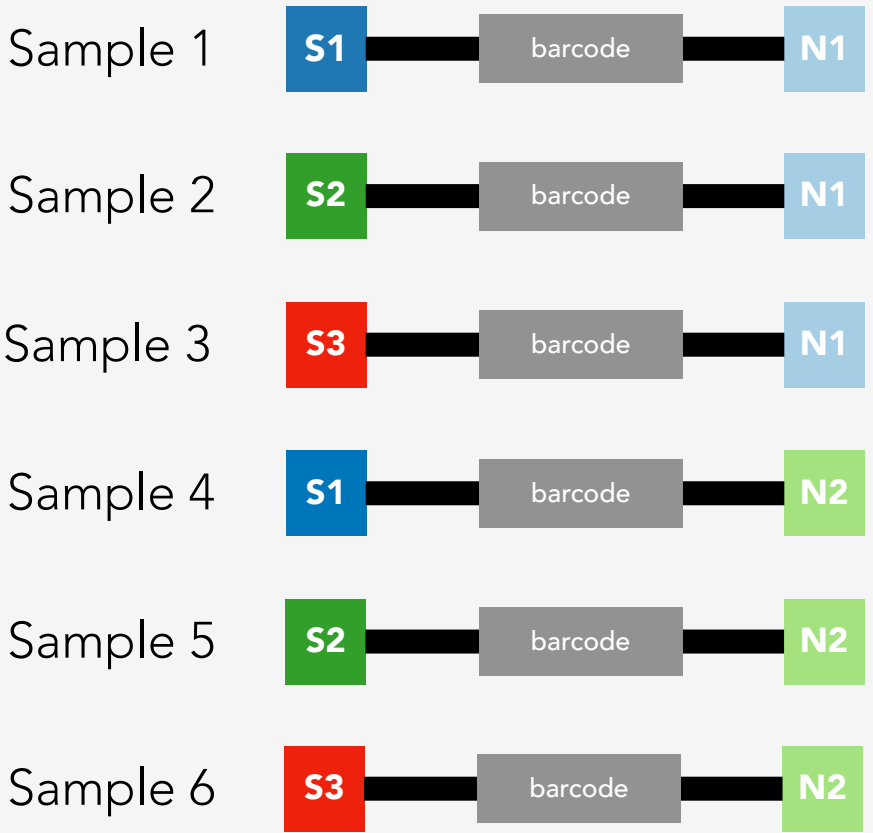 Sample 1 S1 barcode N1
Sample 2 S2 barcode N1
Sample 3 S3 barcode N1
Sample 4 S1 barcode N2
Sample 5 S2 barcode N2
Sample 6 S3 barcode N2